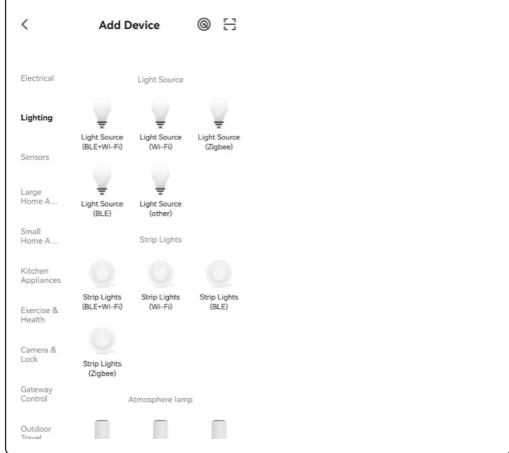 Add Device
Electrical
Lighting
Sensors
Large
Home A...
Small
Home A...
Kitchen
Appliances
Exercise &
Health
Camera &
Lock
Gateway
Control
Outdoor
Travel
Light Source
Light Source
(BLE+Wi-Fi)
Light Source
(Wi-Fi)
Light Source
(Zigbee)
Light Source
(BLE)
Light Source
(other)
Strip Lights
Strip Lights
(BLE+Wi-Fi)
Strip Lights
(Wi-Fi)
Strip Lights
(BLE)
Strip Lights
(Zigbee)
Atmosphere lamp